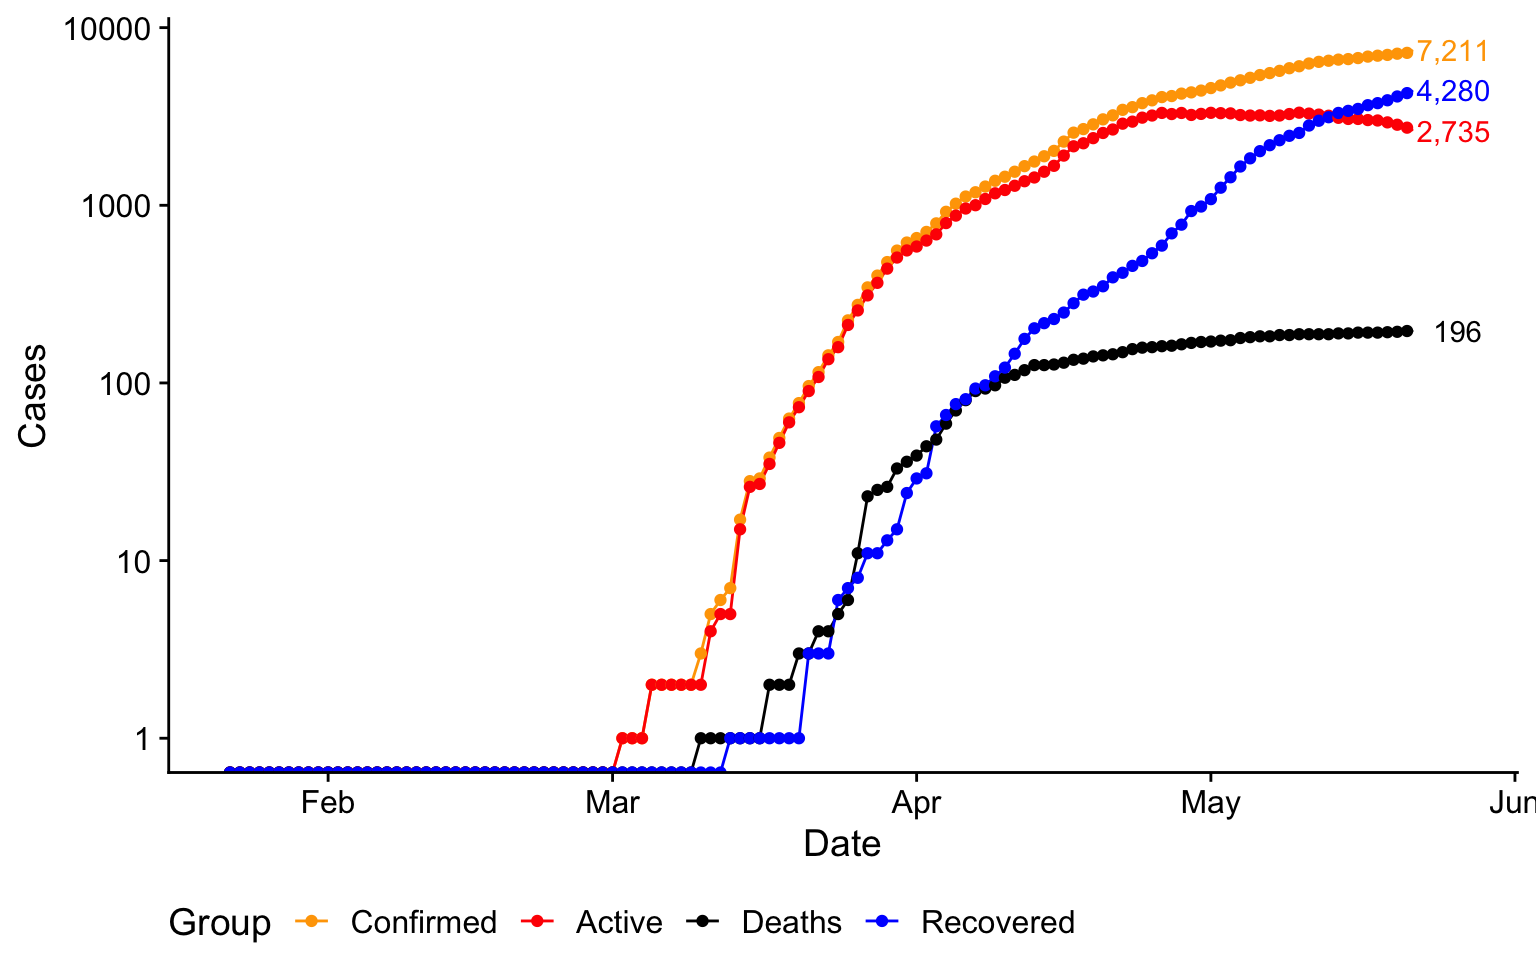 10000
1000
100
10
1
Cases
7,211
4,280
2,735
196
Feb Mar Apr May Jun
Date
Group Confirmed Active Deaths Recovered